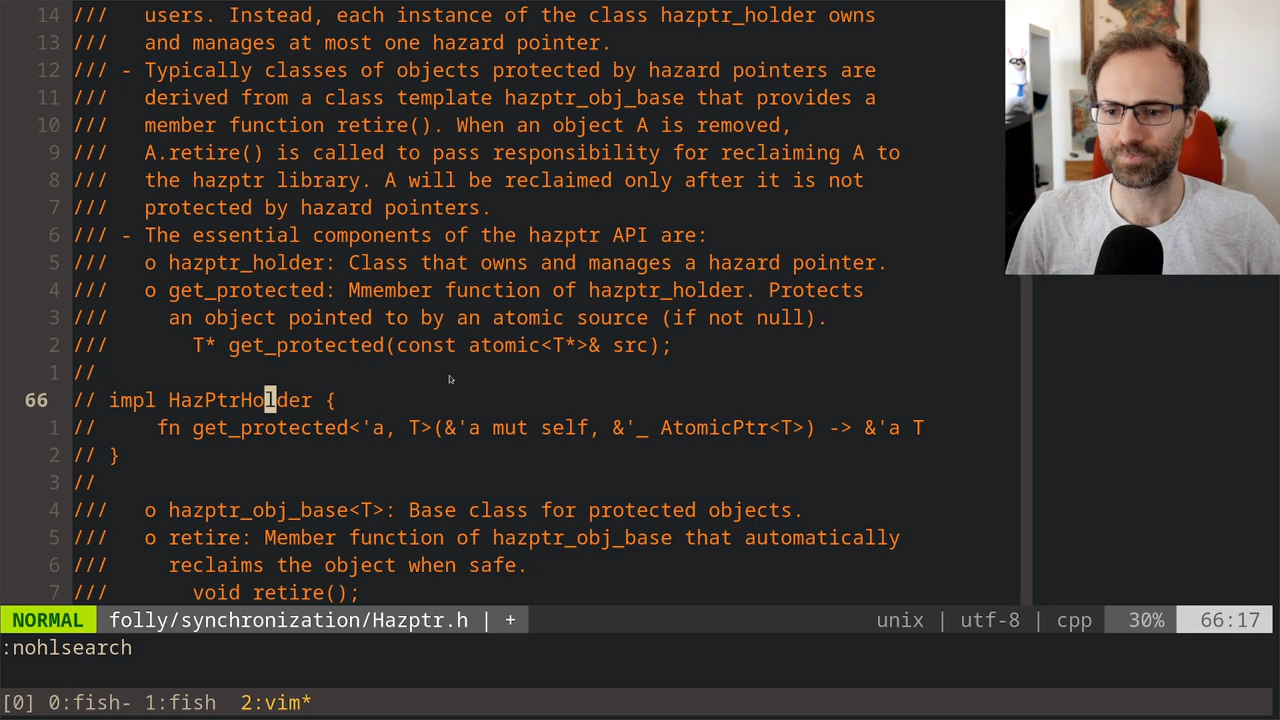 14 ///   users. Instead, each instance of the class hazptr_holder owns
13 ///   and manages at most one hazard pointer.
12 /// - Typically classes of objects protected by hazard pointers are
11 ///   derived from a class template hazptr_obj_base that provides a
10 ///   member function retire(). When an object A is removed,
9 ///   A.retire() is called to pass responsibility for reclaiming A to
8 ///   the hazptr library. A will be reclaimed only after it is not
7 ///   protected by hazard pointers.
6 /// - The essential components of the hazptr API are:
5 ///   o hazptr_holder: Class that owns and manages a hazard pointer.
4 ///   o get_protected: Mmember function of hazptr_holder. Protects
3 ///     an object pointed to by an atomic source (if not null).
2 ///       T* get_protected(const atomic<T*>& src);
1 //
66 // impl HazPtrHolder {
1 //     fn get_protected<'a, T>(&'a mut self, &'_ AtomicPtr<T>) -> &'a T
2 // }
3 //
4 ///   o hazptr_obj_base<T>: Base class for protected objects.
5 ///   o retire: Member function of hazptr_obj_base that automatically
6 ///     reclaims the object when safe.
7 ///       void retire();
NORMAL folly/synchronization/Hazptr.h | + unix | utf-8 | cpp 30% 66:17
:nohlsearch
[0] 0:fish- 1:fish  2:vim*